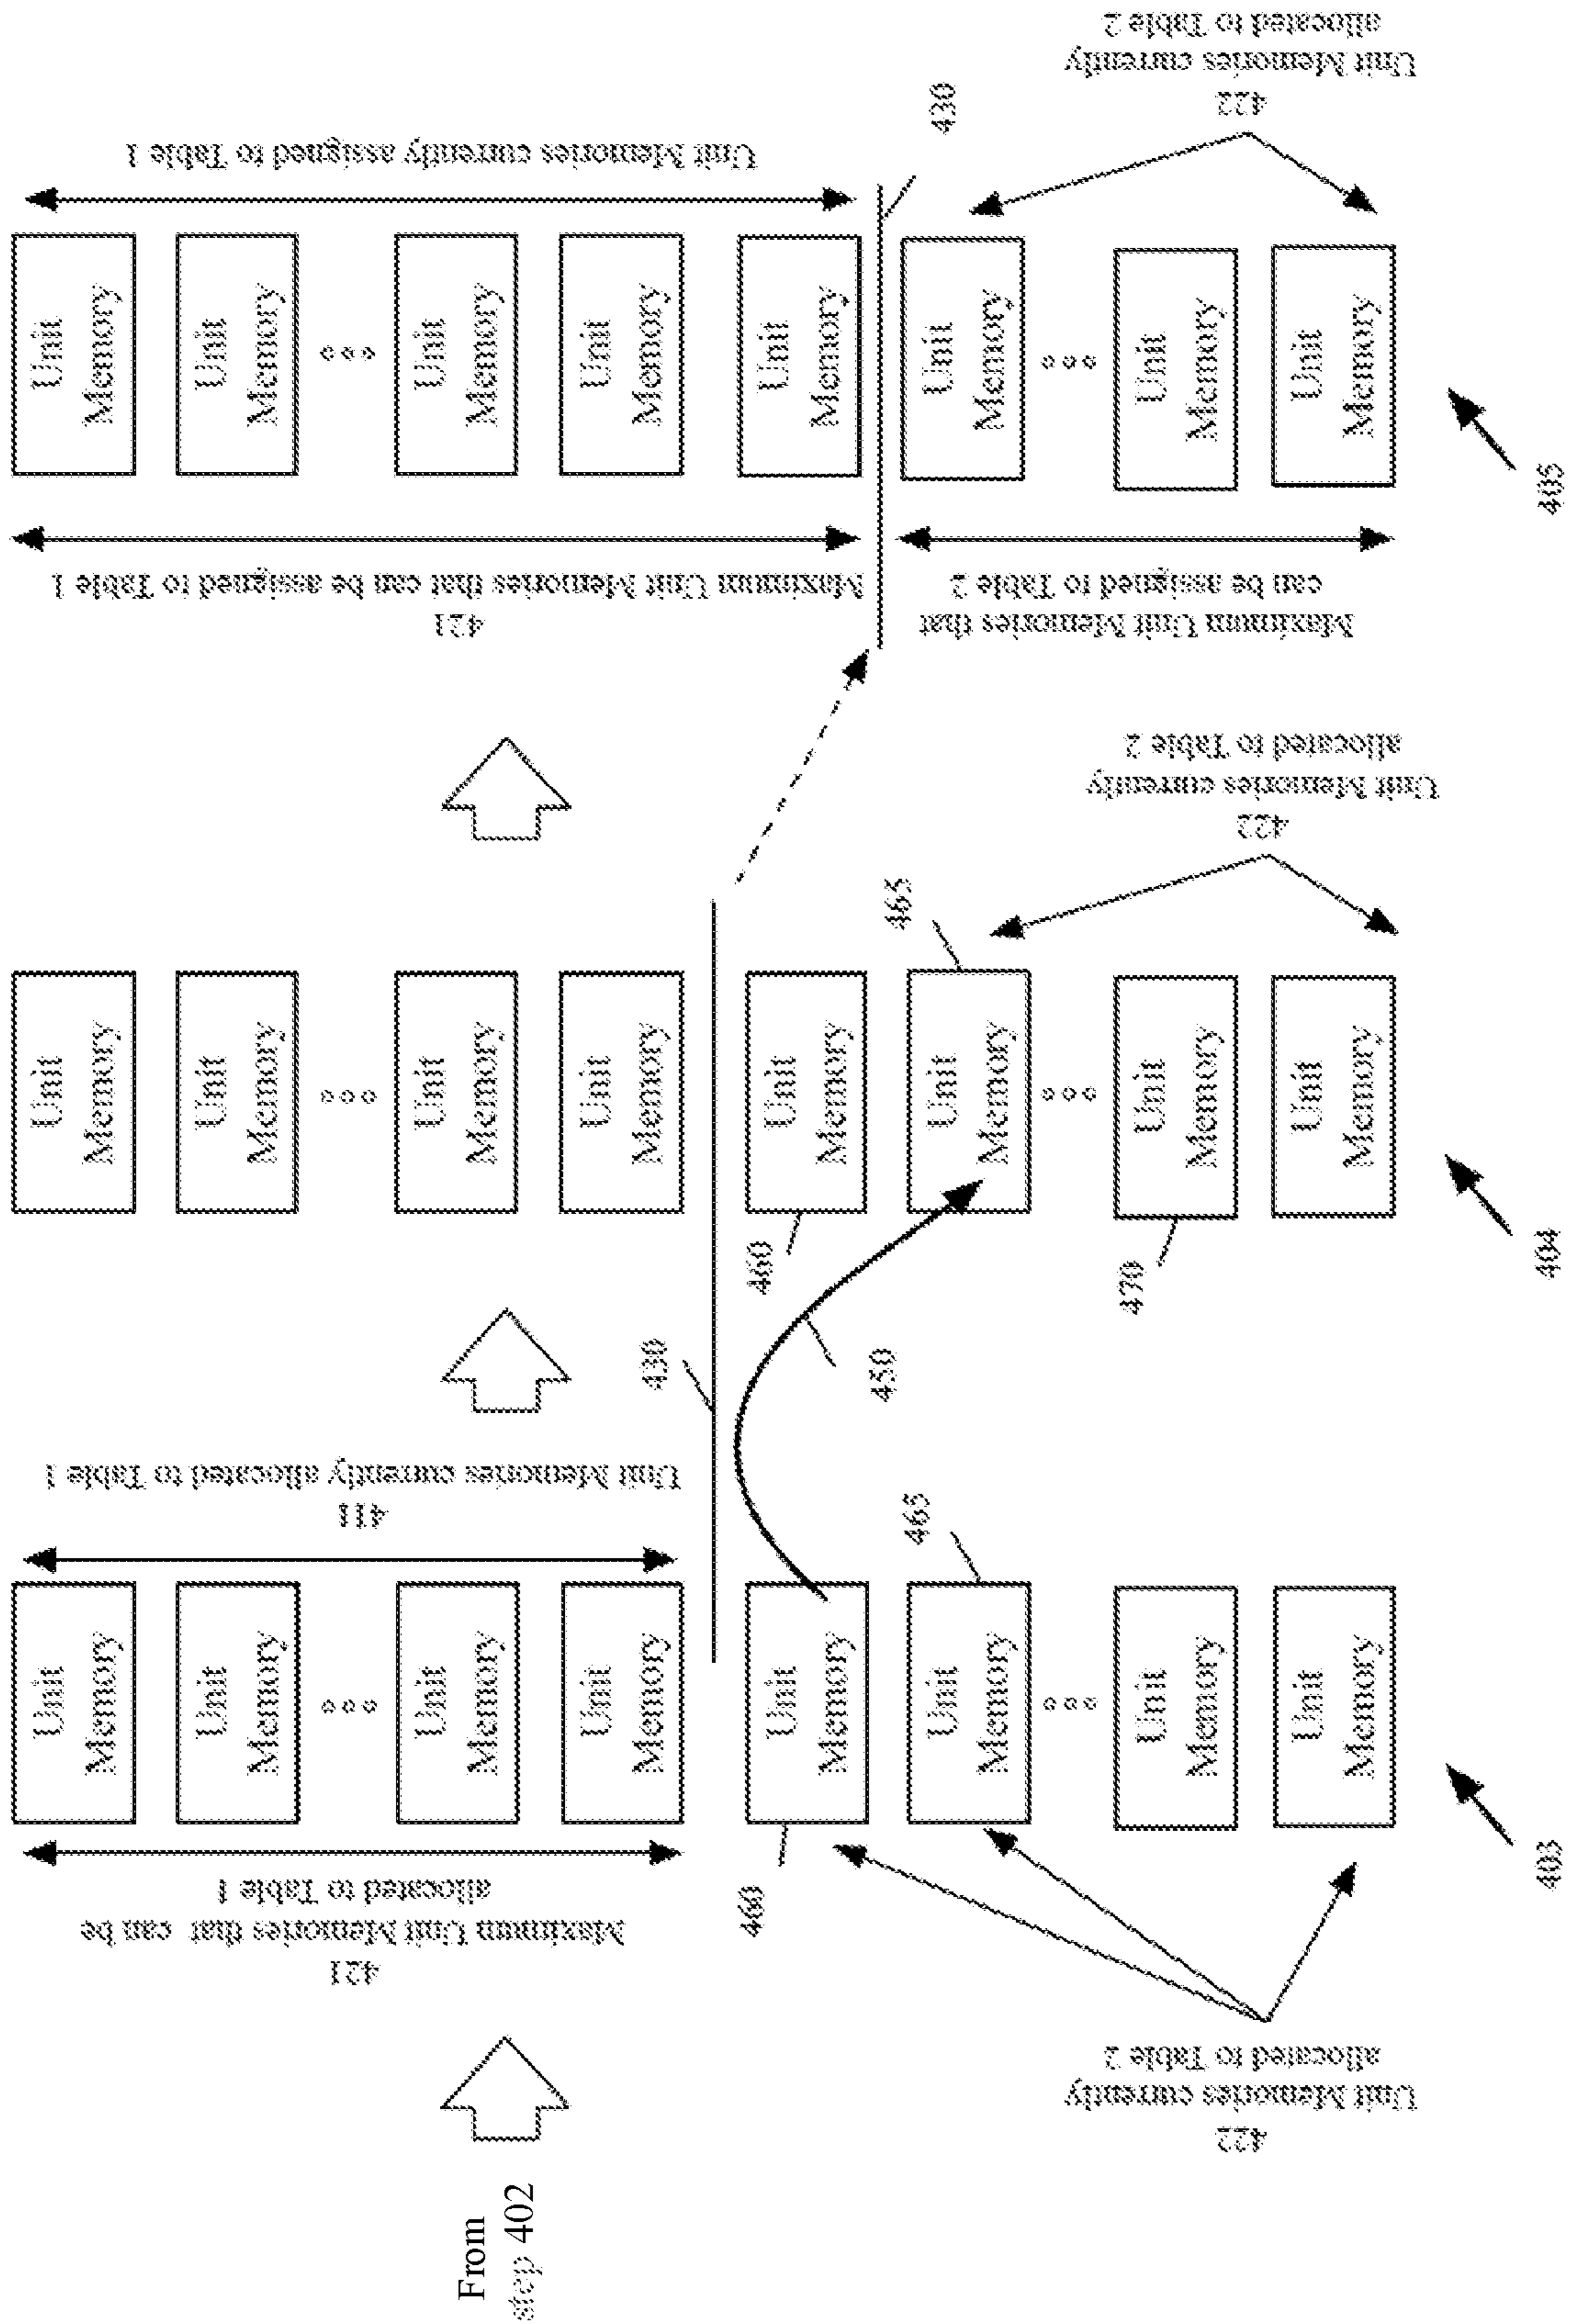 From
step 402
421
Maximum Unit Memories that can be
allocated to Table 1
Unit
Memory
Unit
Memory
ooo
Unit
Memory
Unit
Memory
Unit Memories currently allocated to Table 1
411
430
460
Unit
Memory
465
Unit
Memory
ooo
Unit
Memory
Unit
Memory
422
Unit Memories currently
allocated to Table 2
403
450
Unit
Memory
Unit
Memory
ooo
Unit
Memory
Unit
Memory
460
Unit
Memory
465
Unit
Memory
ooo
470
Unit
Memory
Unit
Memory
422
Unit Memories currently
allocated to Table 2
404
421
Maximum Unit Memories that can be assigned to Table 1
Unit
Memory
Unit
Memory
ooo
Unit
Memory
Unit
Memory
Unit
Memory
Unit Memories currently assigned to Table 1
430
Maximum Unit Memories that
can be assigned to Table 2
Unit
Memory
ooo
Unit
Memory
Unit
Memory
422
Unit Memories currently
allocated to Table 2
405